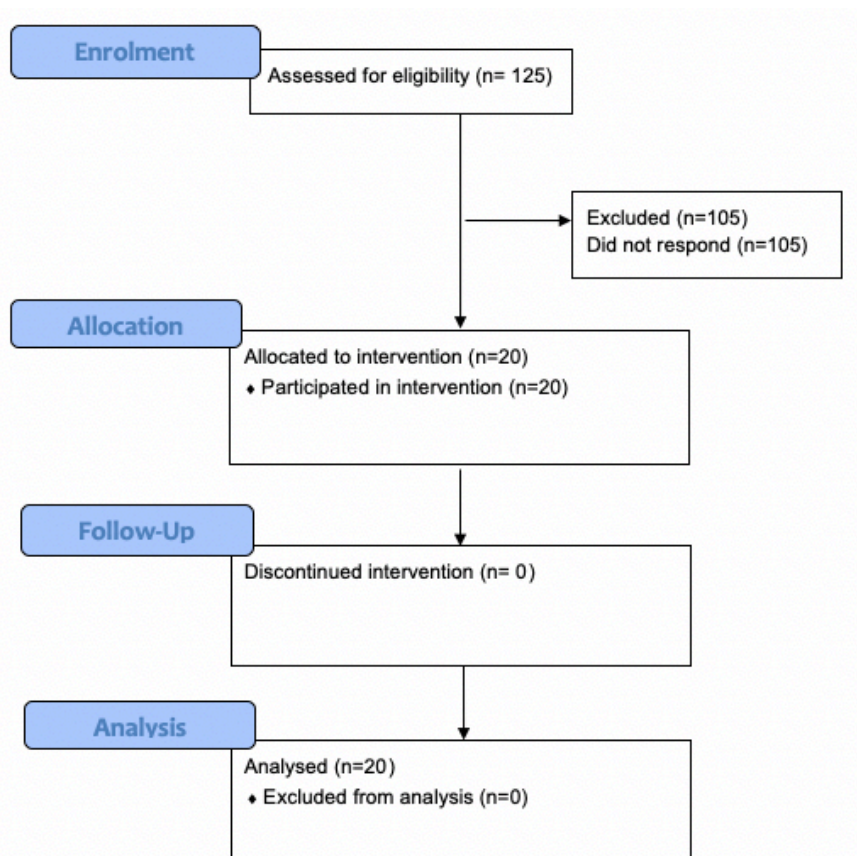 Enrolment
Assessed for eligibility (n= 125)
Excluded (n=105)
Did not respond (n=105)
Allocation
Allocated to intervention (n=20)
♦ Participated in intervention (n=20)
Follow-Up
Discontinued intervention (n= 0)
Analysis
Analysed (n=20)
♦ Excluded from analysis (n=0)